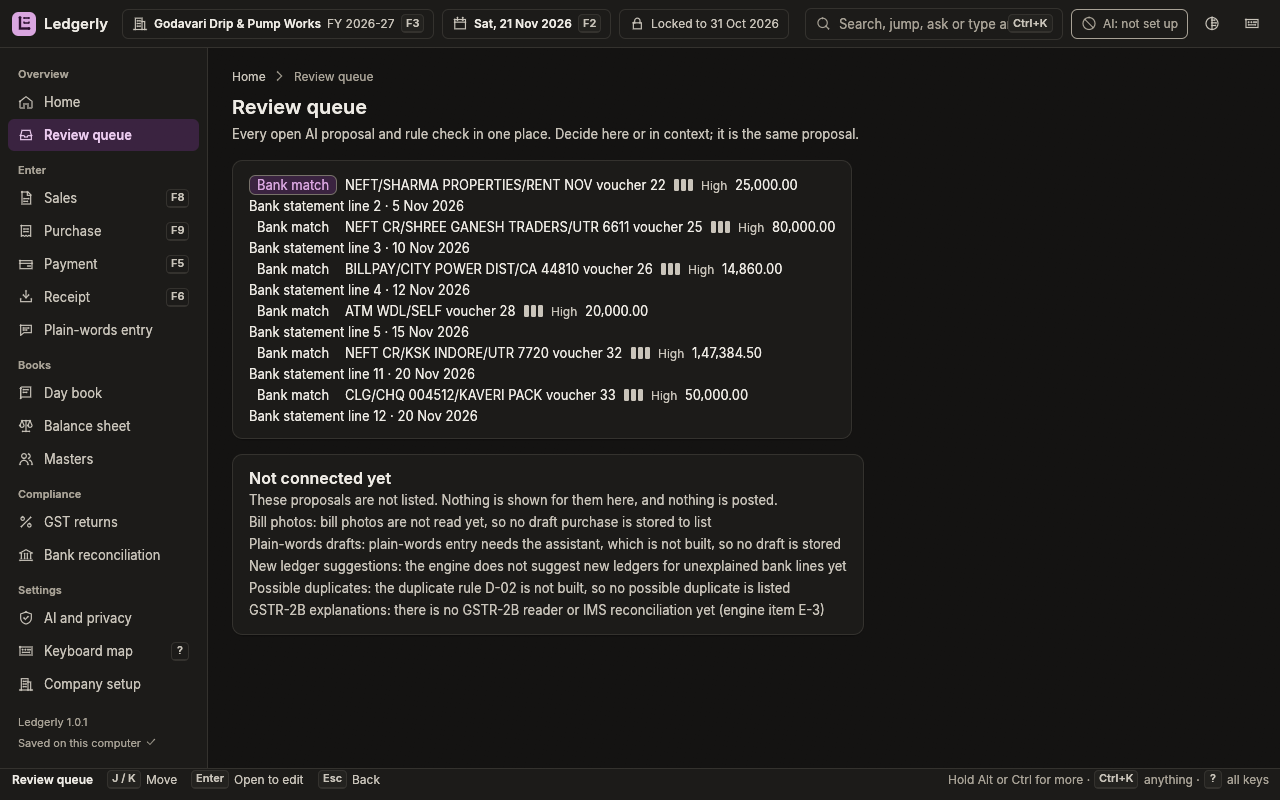 Ledgerly
Godavari Drip & Pump Works FY 2026-27 F3
Sat, 21 Nov 2026 F2
Locked to 31 Oct 2026
Search, jump, ask or type a Ctrl+K
AI: not set up
Overview
Home
Review queue
Enter
Sales F8
Purchase F9
Payment F5
Receipt F6
Plain-words entry
Books
Day book
Balance sheet
Masters
Compliance
GST returns
Bank reconciliation
Settings
AI and privacy
Keyboard map ?
Company setup
Ledgerly 1.0.1
Saved on this computer
Home > Review queue
Review queue
Every open AI proposal and rule check in one place. Decide here or in context; it is the same proposal.
Bank match NEFT/SHARMA PROPERTIES/RENT NOV voucher 22 High 25,000.00
Bank statement line 2 · 5 Nov 2026
Bank match NEFT CR/SHREE GANESH TRADERS/UTR 6611 voucher 25 High 80,000.00
Bank statement line 3 · 10 Nov 2026
Bank match BILLPAY/CITY POWER DIST/CA 44810 voucher 26 High 14,860.00
Bank statement line 4 · 12 Nov 2026
Bank match ATM WDL/SELF voucher 28 High 20,000.00
Bank statement line 5 · 15 Nov 2026
Bank match NEFT CR/KSK INDORE/UTR 7720 voucher 32 High 1,47,384.50
Bank statement line 11 · 20 Nov 2026
Bank match CLG/CHQ 004512/KAVERI PACK voucher 33 High 50,000.00
Bank statement line 12 · 20 Nov 2026
Not connected yet
These proposals are not listed. Nothing is shown for them here, and nothing is posted.
Bill photos: bill photos are not read yet, so no draft purchase is stored to list
Plain-words drafts: plain-words entry needs the assistant, which is not built, so no draft is stored
New ledger suggestions: the engine does not suggest new ledgers for unexplained bank lines yet
Possible duplicates: the duplicate rule D-02 is not built, so no possible duplicate is listed
GSTR-2B explanations: there is no GSTR-2B reader or IMS reconciliation yet (engine item E-3)
Review queue J / K Move Enter Open to edit Esc Back
Hold Alt or Ctrl for more · Ctrl+K anything · ? all keys